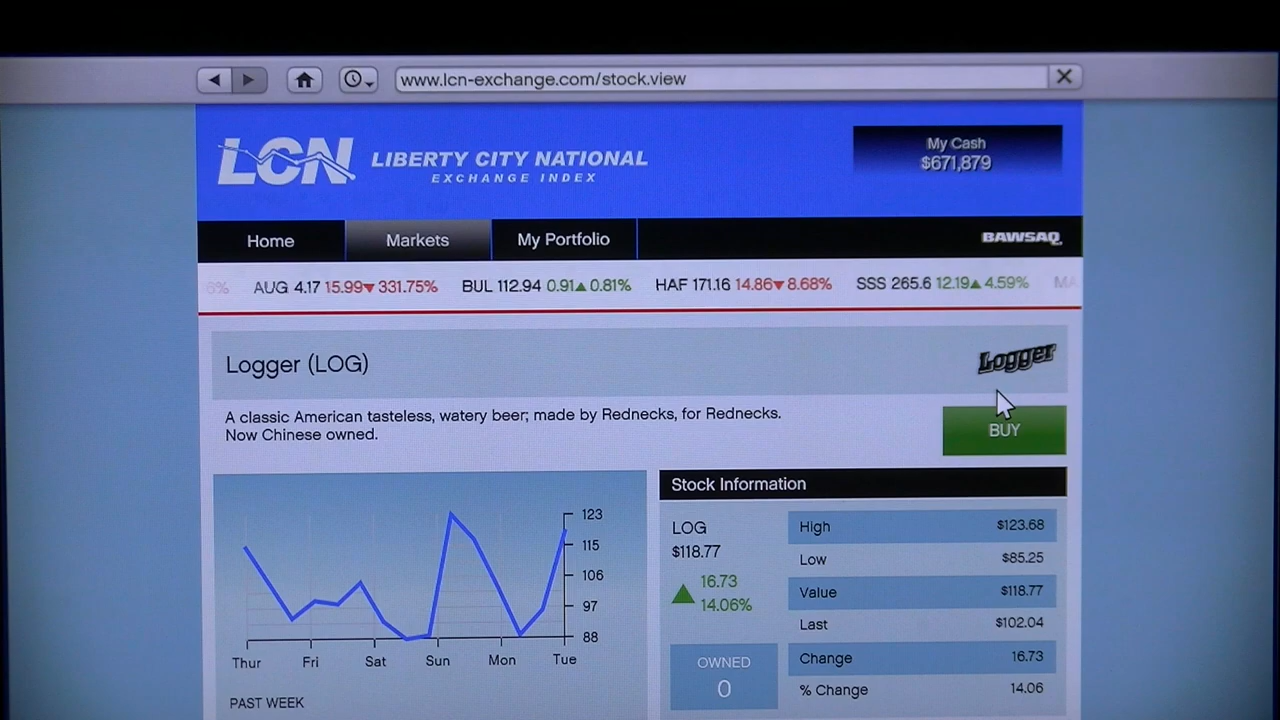 www.lcn-exchange.com/stock.view
LCN LIBERTY CITY NATIONAL
EXCHANGE INDEX
My Cash
$671,879
Home Markets My Portfolio BAWSAQ
6% AUG 4.17 15.99▼ 331.75% BUL 112.94 0.91▲ 0.81% HAF 171.16 14.86▼ 8.68% SSS 265.6 12.19▲ 4.59% MA
Logger (LOG) Logger
A classic American tasteless, watery beer; made by Rednecks, for Rednecks.
Now Chinese owned.
BUY
123
115
106
97
88
Thur Fri Sat Sun Mon Tue
PAST WEEK
Stock Information
LOG
$118.77
16.73
14.06%
OWNED
0
High $123.68
Low $85.25
Value $118.77
Last $102.04
Change 16.73
% Change 14.06